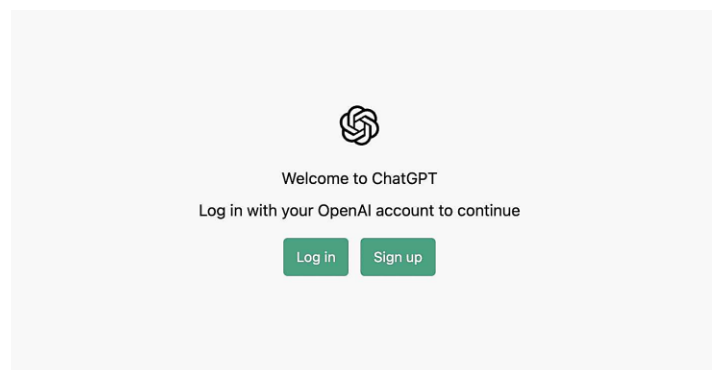 Welcome to ChatGPT
Log in with your OpenAI account to continue
Log in Sign up